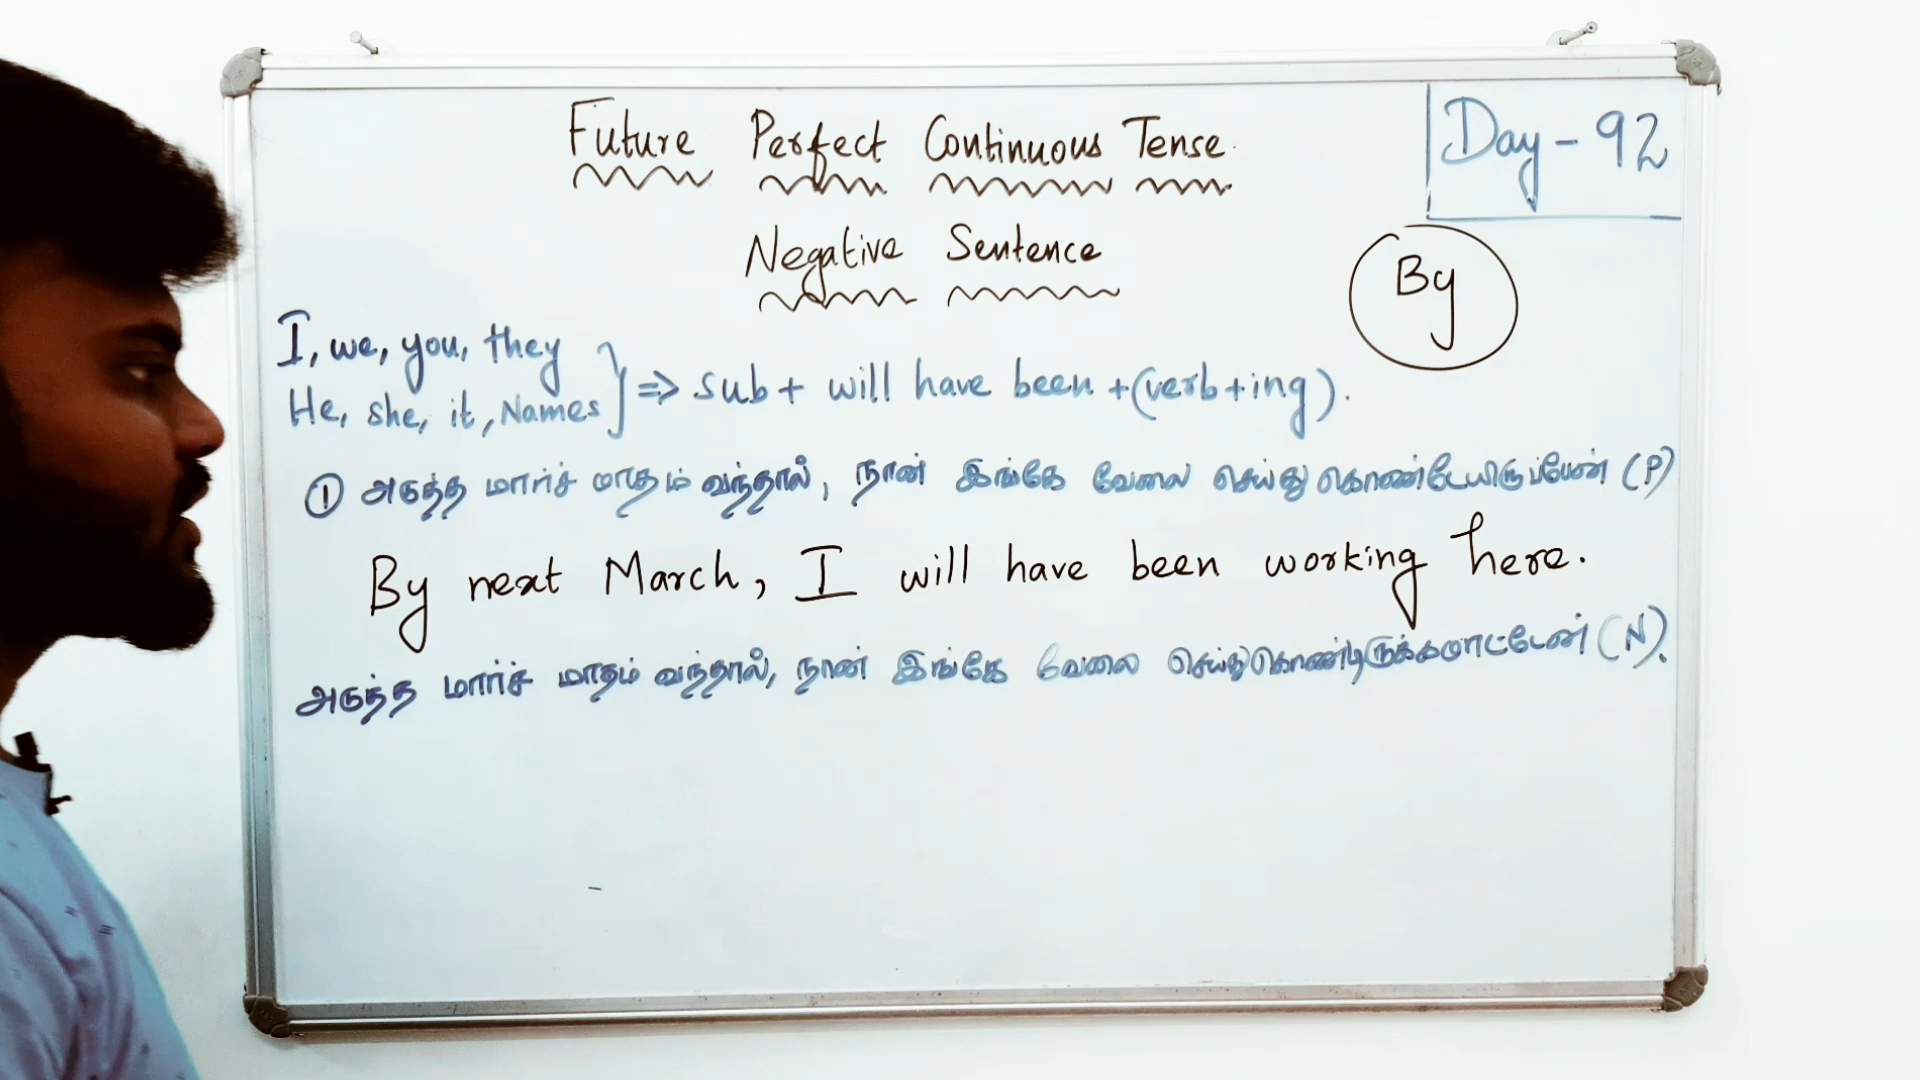 Future Perfect Continuous Tense.
Day - 92
Negative Sentence
By
I, we, you, they
He, she, it, Names } => sub + will have been + (verb+ing).
① அடுத்த மார்ச் மாதம் வந்தால், நான் இங்கே வேலை செய்து கொண்டேயிருப்பேன் (P)
By next March, I will have been working here.
அடுத்த மார்ச் மாதம் வந்தால், நான் இங்கே வேலை செய்துகொண்டிருக்கமாட்டேன் (N).